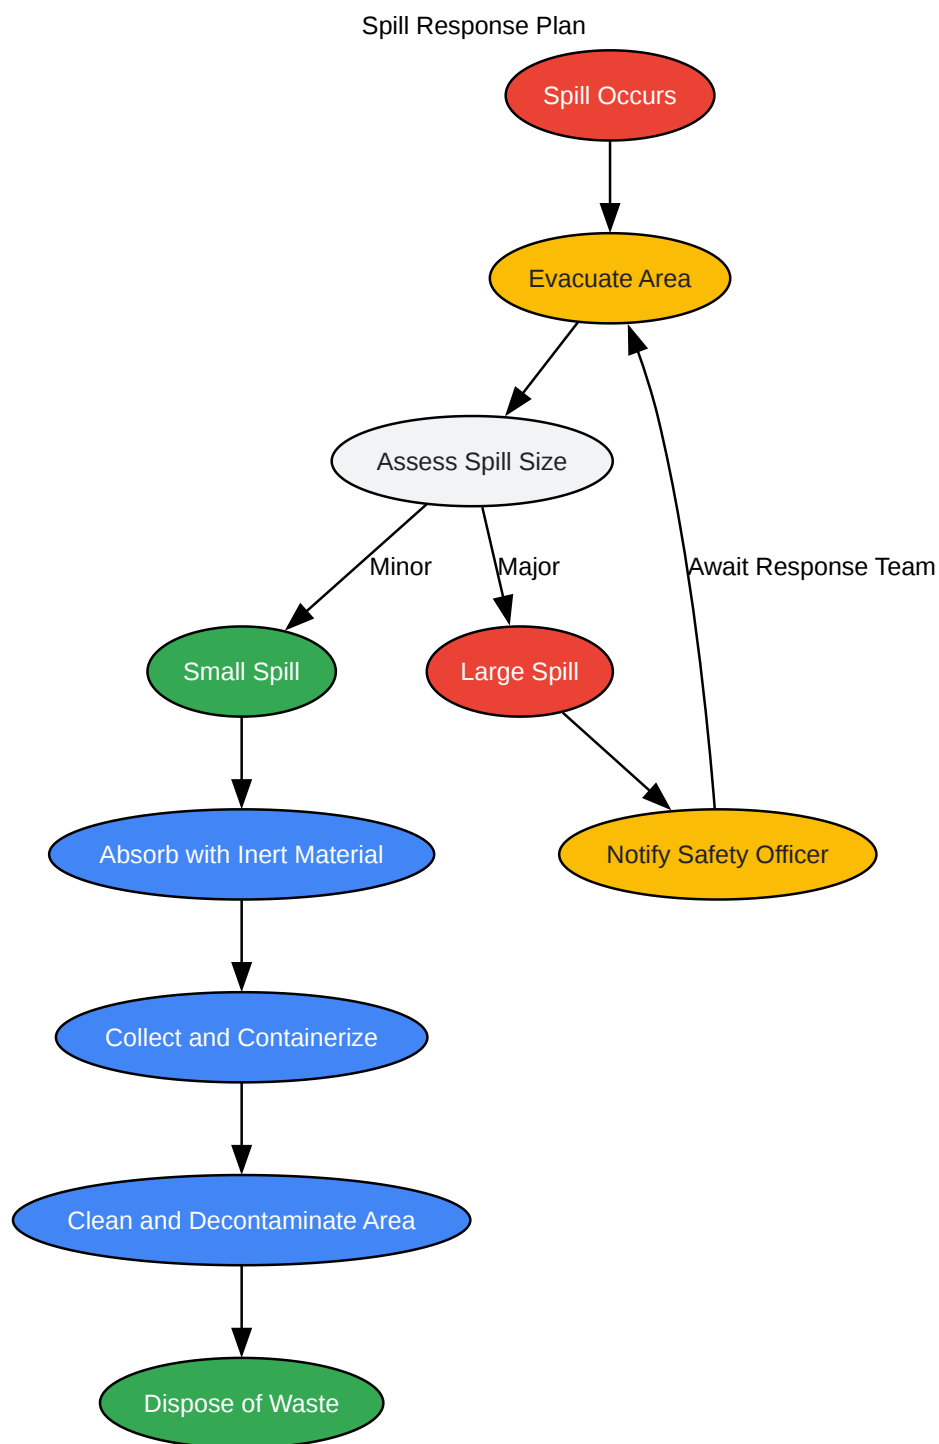 Spill Response Plan
Spill Occurs
Evacuate Area
Assess Spill Size
Minor
Major
Await Response Team
Small Spill
Large Spill
Absorb with Inert Material
Notify Safety Officer
Collect and Containerize
Clean and Decontaminate Area
Dispose of Waste